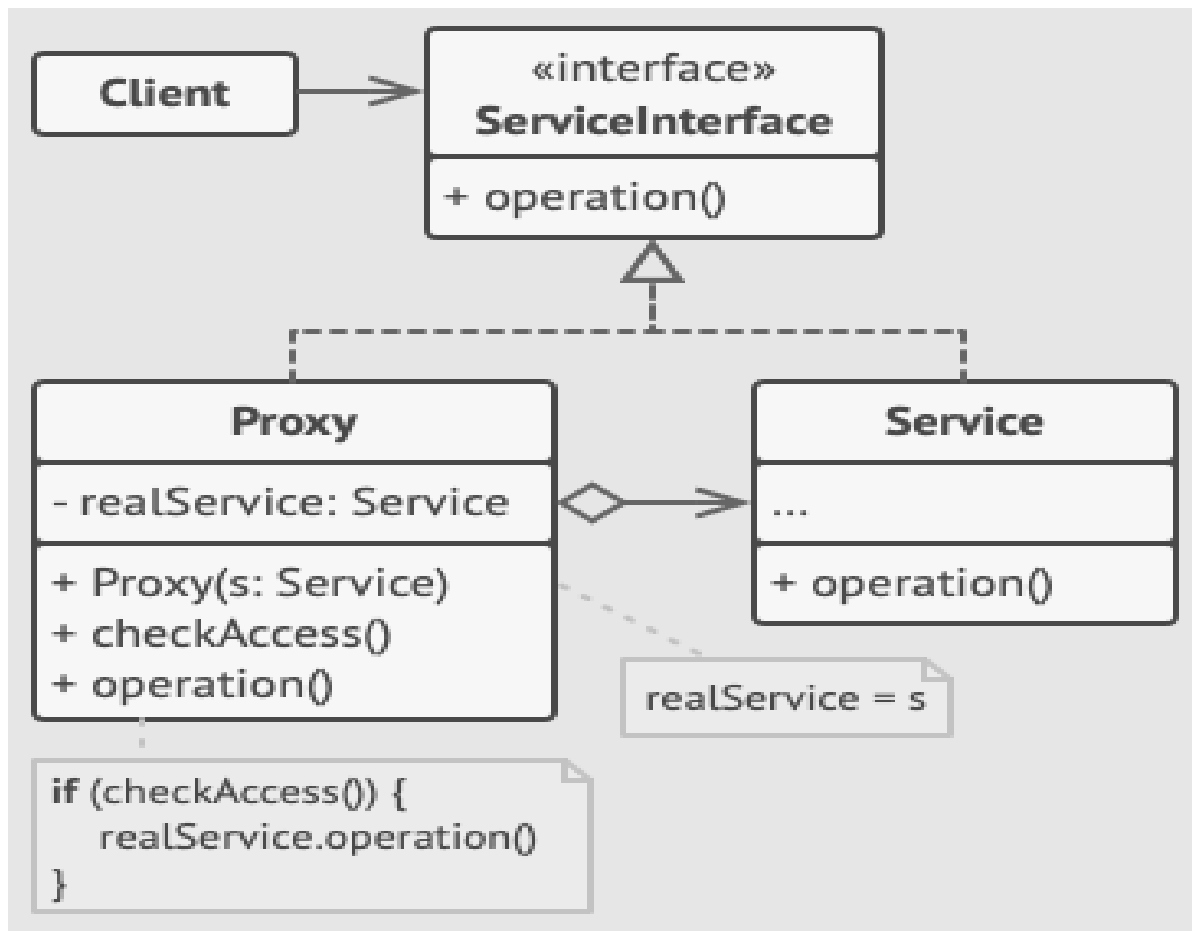 Client
«interface»
ServiceInterface
+ operation()
Proxy
- realService: Service
+ Proxy(s: Service)
+ checkAccess()
+ operation()
Service
...
+ operation()
realService = s
if (checkAccess()) {
realService.operation()
}